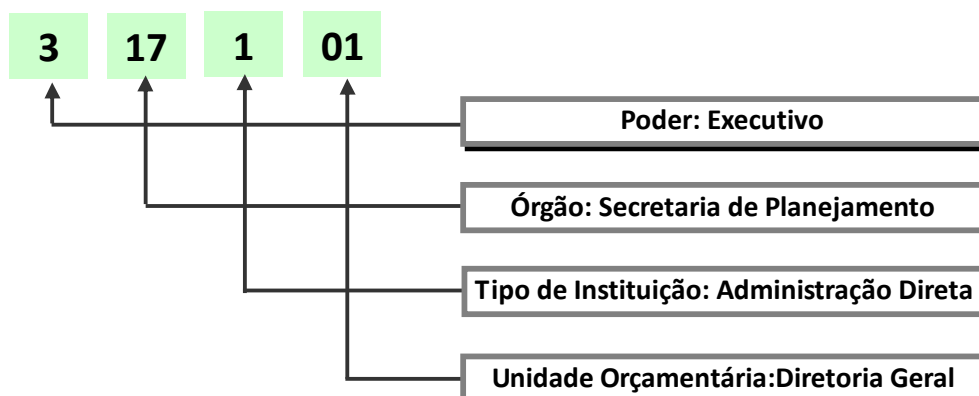 3 17 1 01
Poder: Executivo
Órgão: Secretaria de Planejamento
Tipo de Instituição: Administração Direta
Unidade Orçamentária:Diretoria Geral